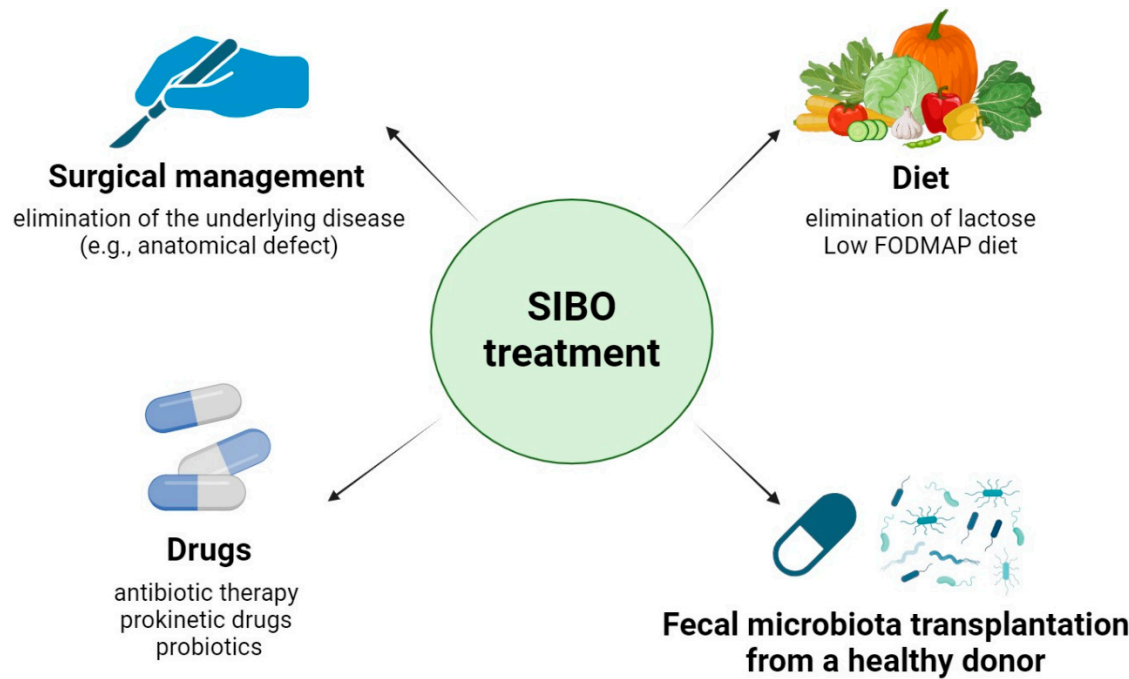 Surgical management
elimination of the underlying disease
(e.g., anatomical defect)
Diet
elimination of lactose
Low FODMAP diet
SIBO
treatment
Drugs
antibiotic therapy
prokinetic drugs
probiotics
Fecal microbiota transplantation
from a healthy donor